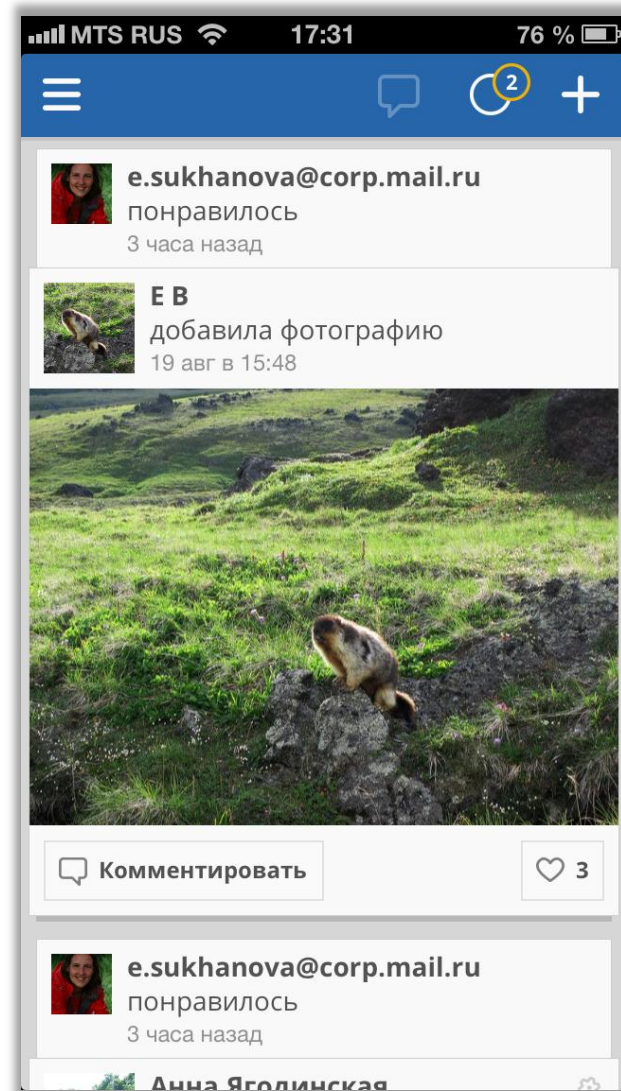 MTS RUS 17:31 76 %
2
e.sukhanova@corp.mail.ru
понравилось
3 часа назад
E B
добавила фотографию
19 авг в 15:48
Комментировать 3
e.sukhanova@corp.mail.ru
понравилось
3 часа назад
Анна Ягодинская